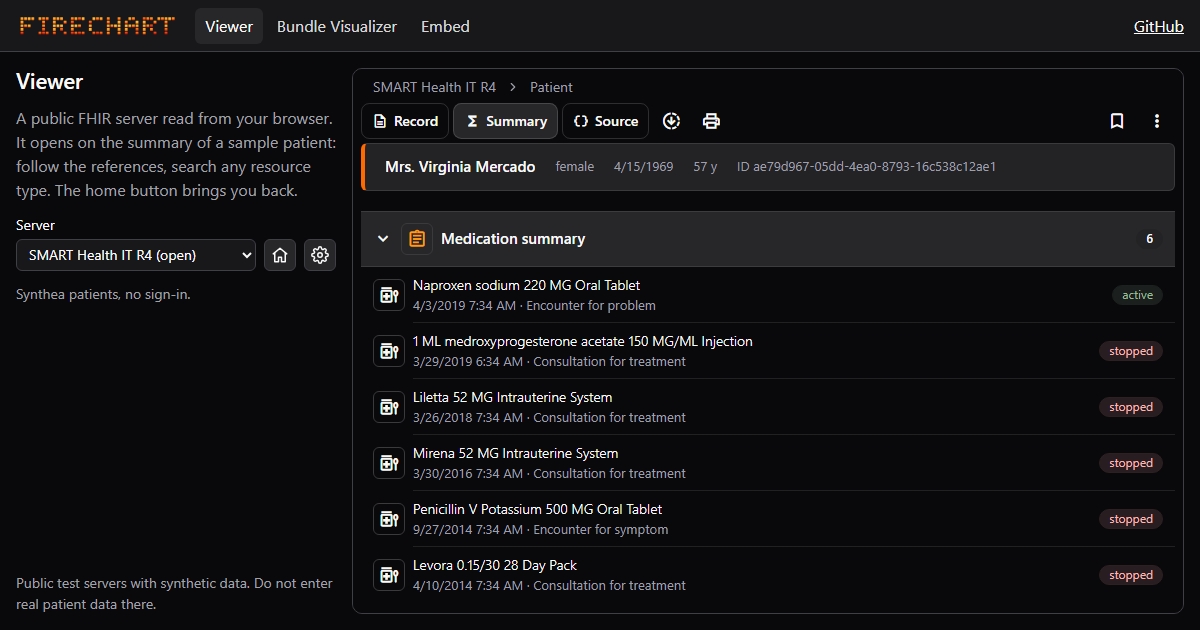 FIRECHART
Viewer
Bundle Visualizer
Embed
GitHub
Viewer
A public FHIR server read from your browser.
It opens on the summary of a sample patient:
follow the references, search any resource
type. The home button brings you back.
Server
SMART Health IT R4 (open)
Synthea patients, no sign-in.
Public test servers with synthetic data. Do not enter
real patient data there.
SMART Health IT R4 > Patient
Record
Σ Summary
{} Source
Mrs. Virginia Mercado female 4/15/1969 57 y ID ae79d967-05dd-4ea0-8793-16c538c12ae1
Medication summary 6
Naproxen sodium 220 MG Oral Tablet
4/3/2019 7:34 AM · Encounter for problem
active
1 ML medroxyprogesterone acetate 150 MG/ML Injection
3/29/2019 6:34 AM · Consultation for treatment
stopped
Liletta 52 MG Intrauterine System
3/26/2018 7:34 AM · Consultation for treatment
stopped
Mirena 52 MG Intrauterine System
3/30/2016 7:34 AM · Consultation for treatment
stopped
Penicillin V Potassium 500 MG Oral Tablet
9/27/2014 7:34 AM · Encounter for symptom
stopped
Levora 0.15/30 28 Day Pack
4/10/2014 7:34 AM · Consultation for treatment
stopped